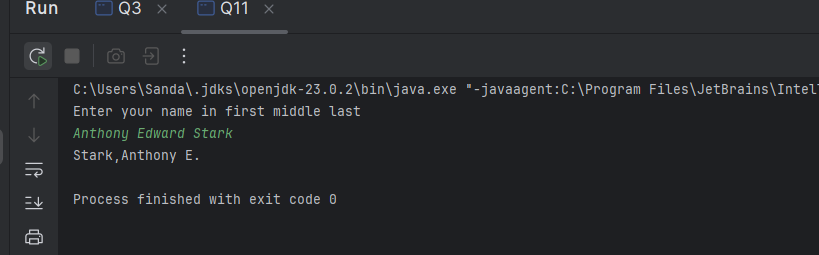 Run Q3 Q11
C:\Users\Sanda\.jdks\openjdk-23.0.2\bin\java.exe "-javaagent:C:\Program Files\JetBrains\Intel
Enter your name in first middle last
Anthony Edward Stark
Stark,Anthony E.
Process finished with exit code 0